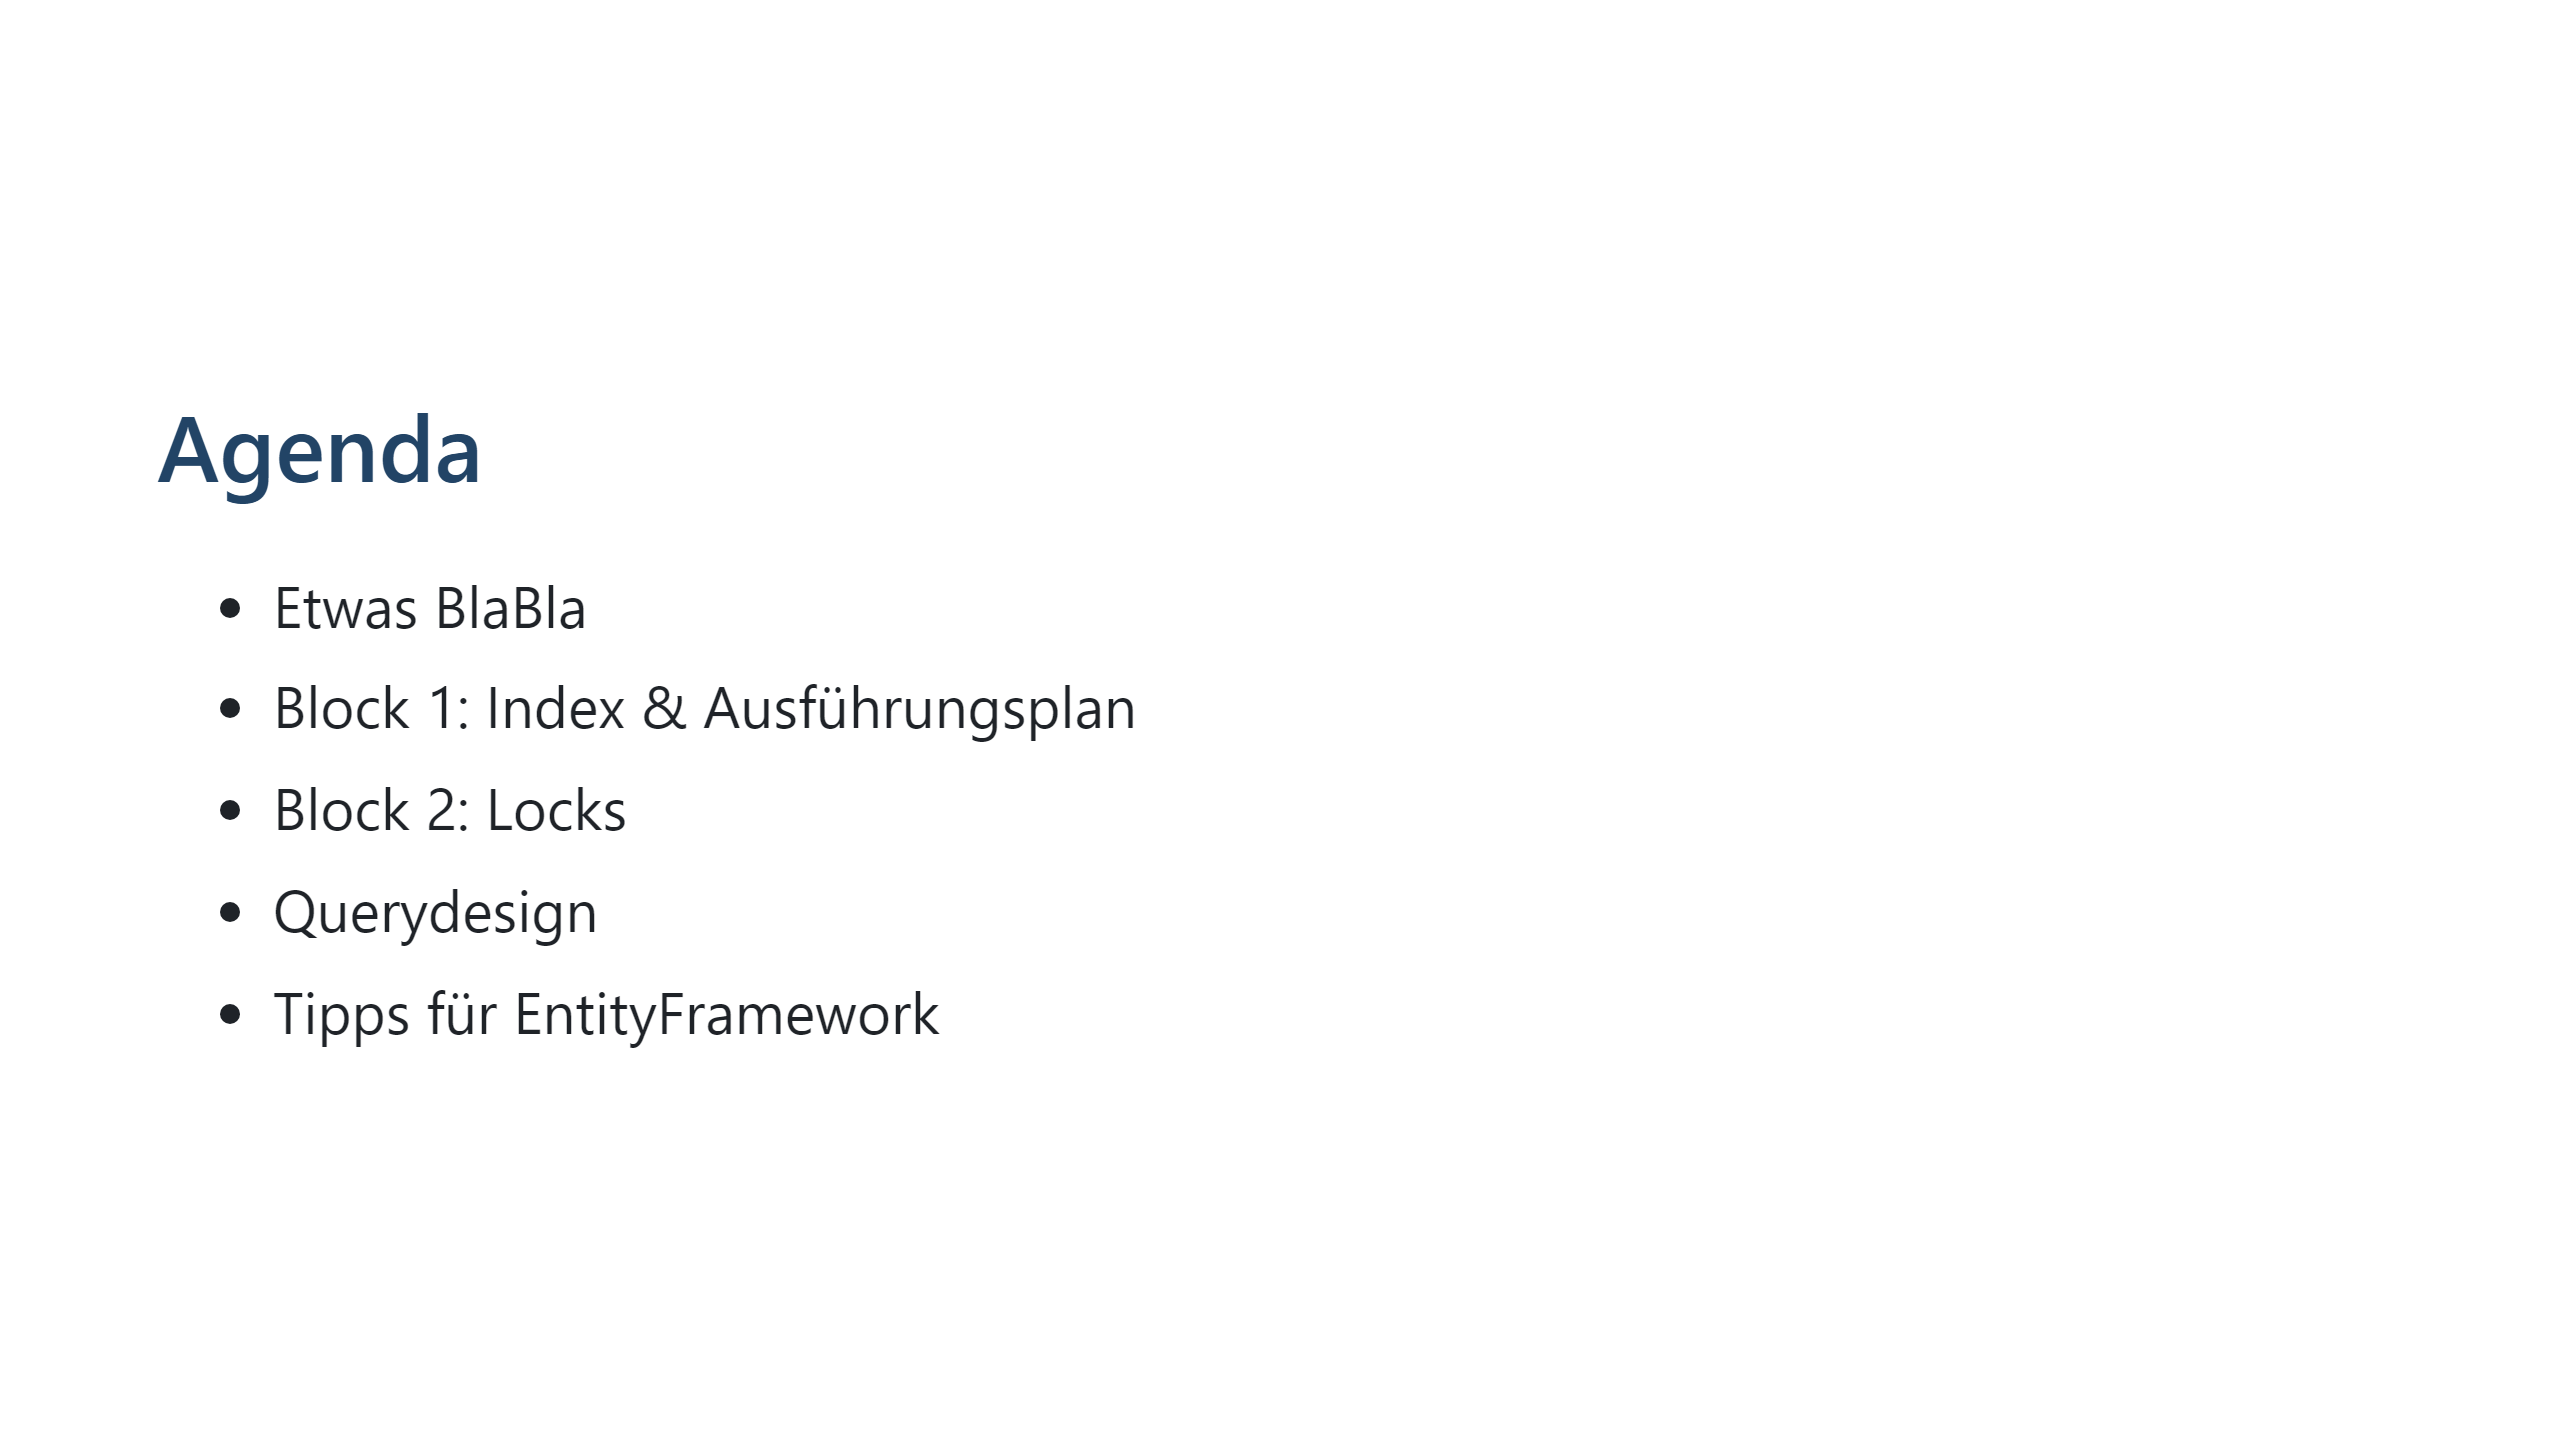 Agenda
Etwas BlaBla
Block 1: Index & Ausführungsplan
Block 2: Locks
Querydesign
Tipps für EntityFramework